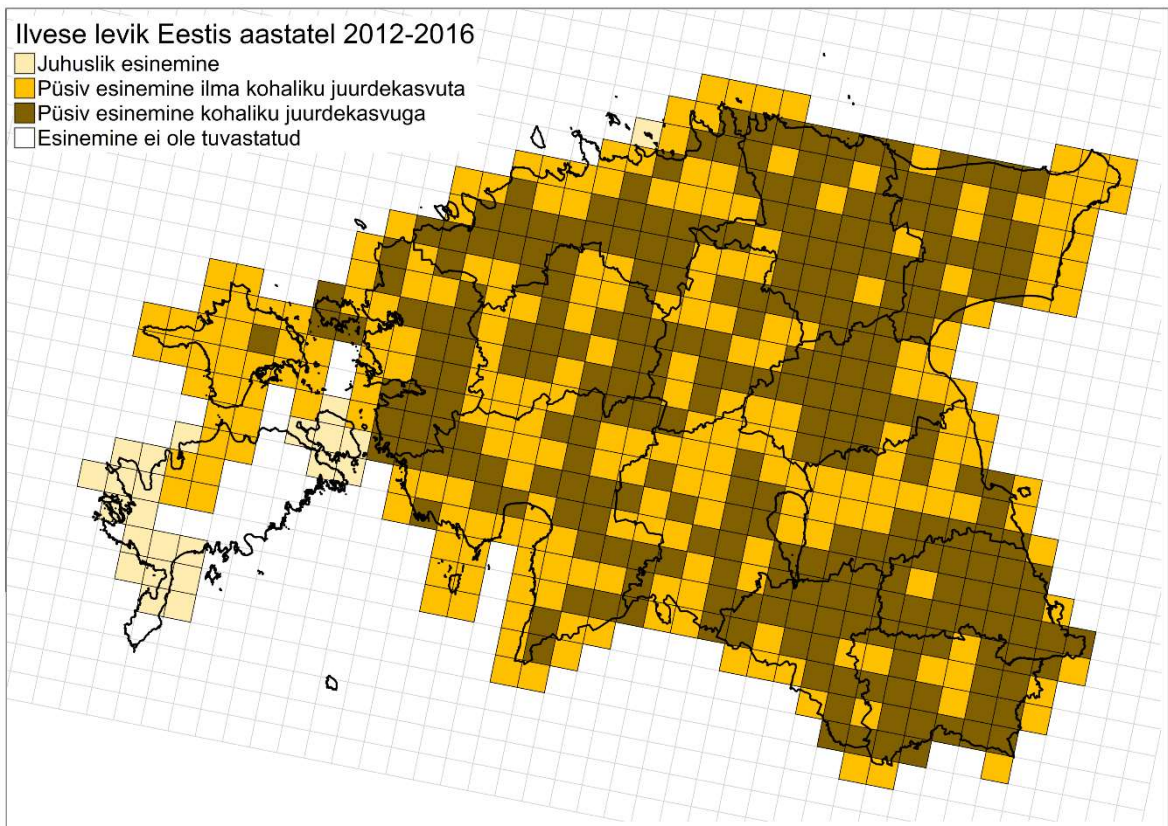 Ilvese levik Eestis aastatel 2012-2016
Juhuslik esinemine
Püsiv esinemine ilma kohaliku juurdekasvuta
Püsiv esinemine kohaliku juurdekasvuga
Esinemine ei ole tuvastatud